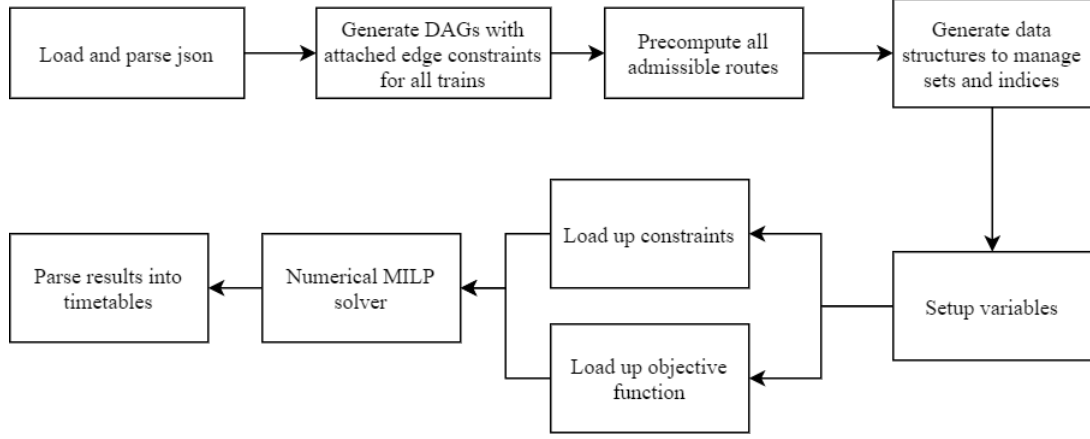 Load and parse json
Generate DAGs with
attached edge constraints
for all trains
Precompute all
admissible routes
Generate data
structures to manage
sets and indices
Setup variables
Load up constraints
Load up objective
function
Numerical MILP
solver
Parse results into
timetables